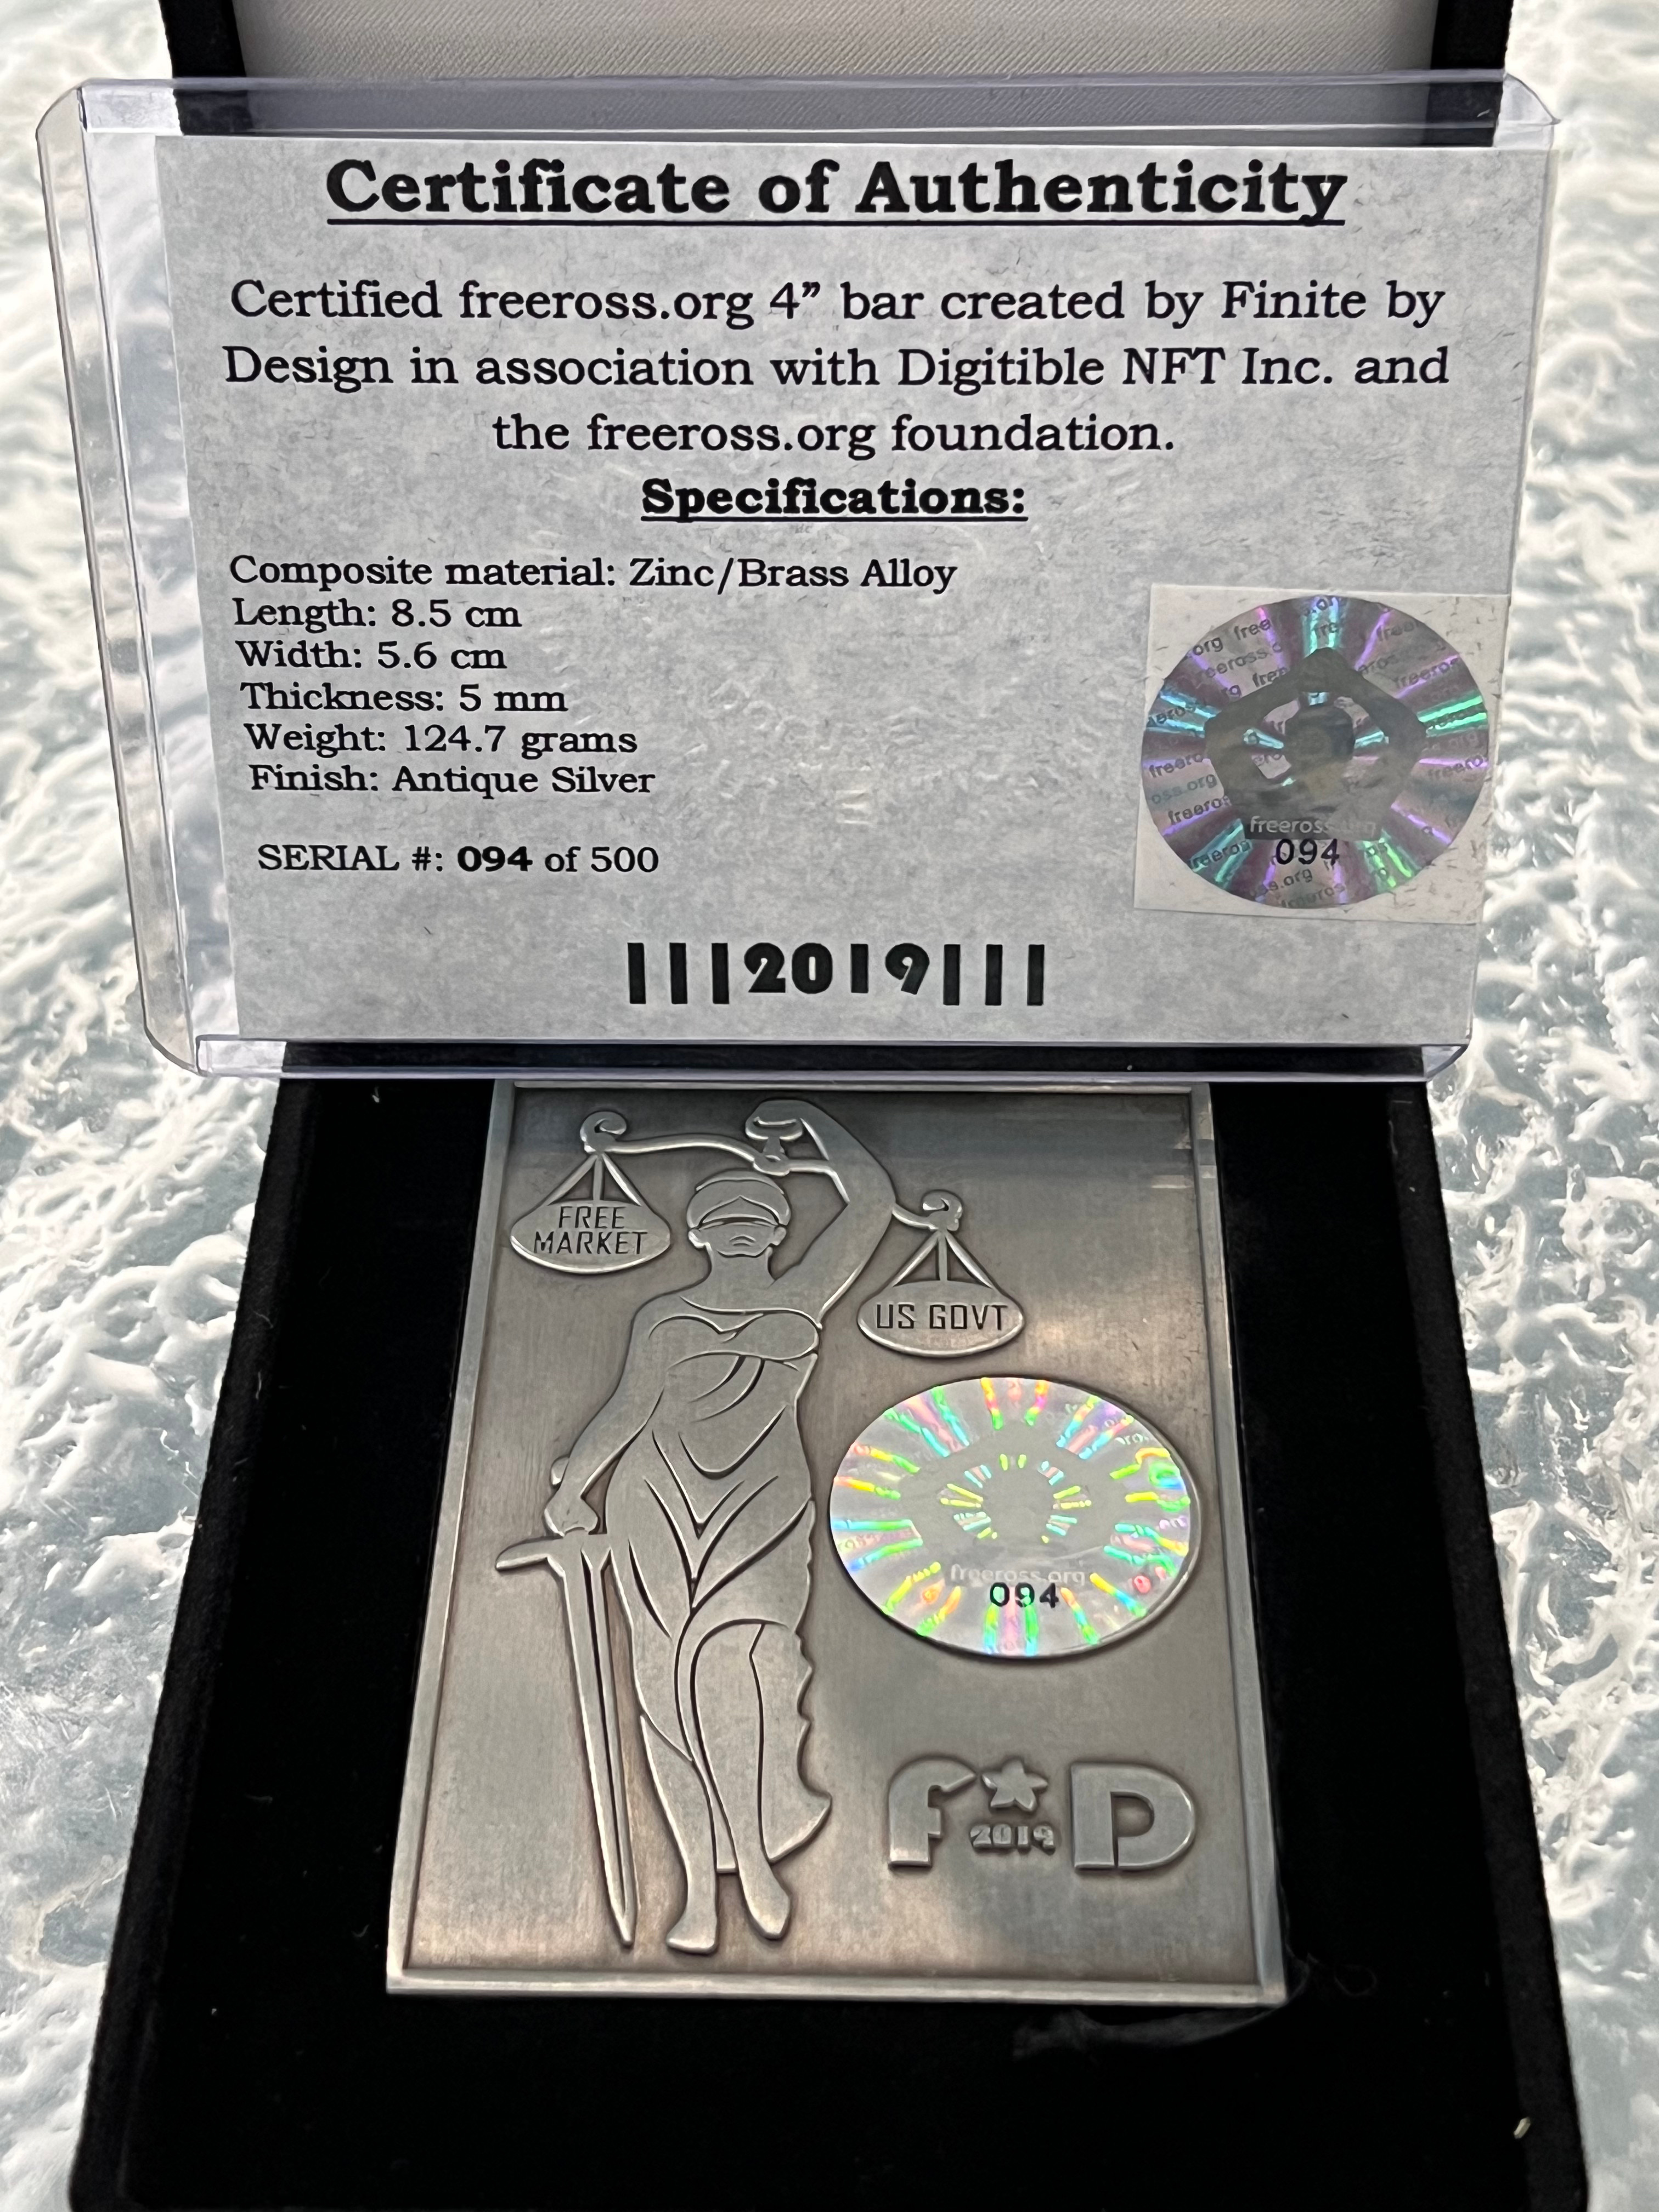 Certificate of Authenticity
Certified freeross.org 4” bar created by Finite by
Design in association with Digitible NFT Inc. and
the freeross.org foundation.
Specifications:
Composite material: Zinc/Brass Alloy
Length: 8.5 cm
Width: 5.6 cm
Thickness: 5 mm
Weight: 124.7 grams
Finish: Antique Silver
SERIAL #: 094 of 500
freeross.org
094
|||2019|||
FREE
MARKET
US GOVT
freeross.org
094
F D
2019